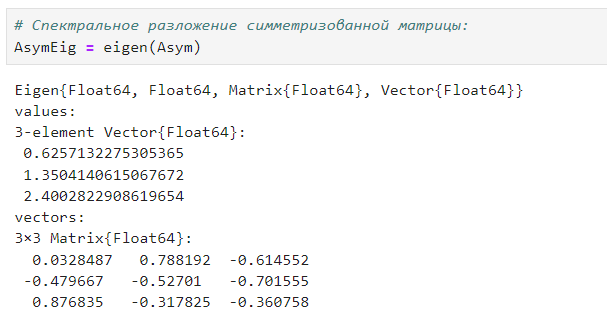 # Спектральное разложение симметризованной матрицы:
AsymEig = eigen(Asym)
Eigen{Float64, Float64, Matrix{Float64}, Vector{Float64}}
values:
3-element Vector{Float64}:
 0.6257132275305365
 1.3504140615067672
 2.4002822908619654
vectors:
3×3 Matrix{Float64}:
  0.0328487   0.788192  -0.614552
 -0.479667   -0.52701   -0.701555
  0.876835   -0.317825  -0.360758